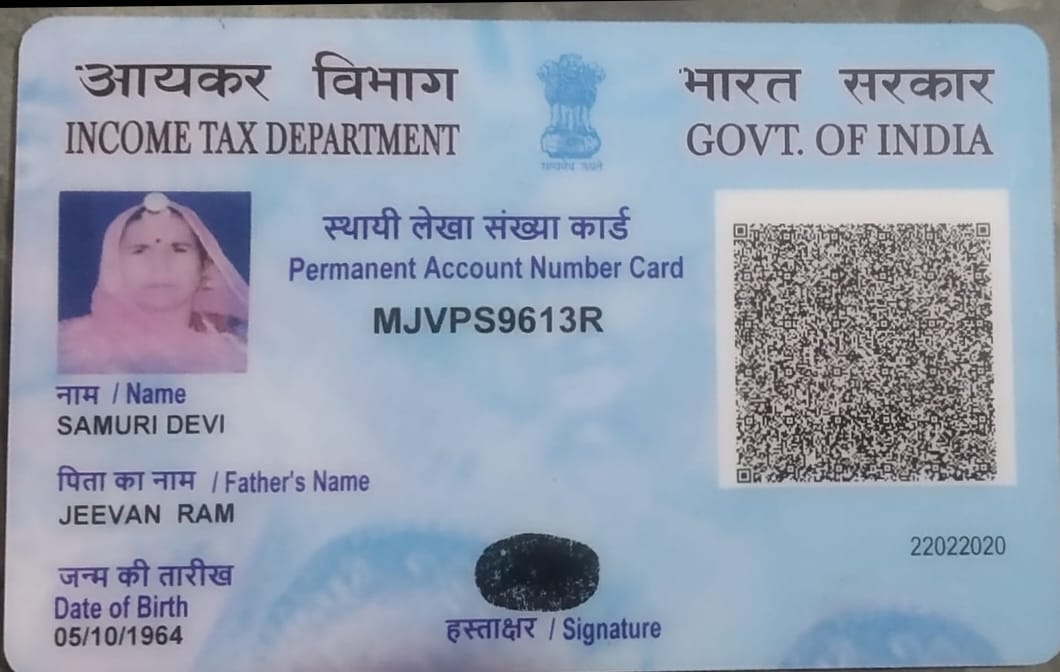 आयकर विभाग
INCOME TAX DEPARTMENT
भारत सरकार
GOVT. OF INDIA
सत्यमेव जयते
स्थायी लेखा संख्या कार्ड
Permanent Account Number Card
MJVPS9613R
नाम / Name
SAMURI DEVI
पिता का नाम / Father's Name
JEEVAN RAM
जन्म की तारीख
Date of Birth
05/10/1964
हस्ताक्षर / Signature
22022020